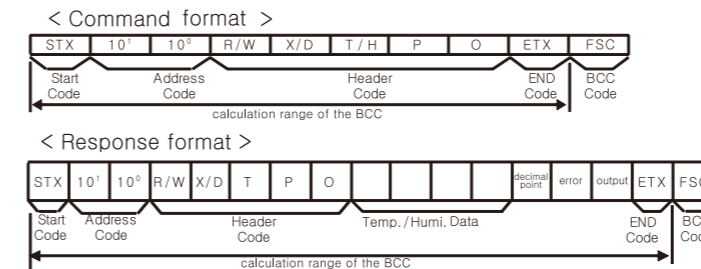 < Command format >
STX 10¹ 10⁰ R/W X/D T/H P O ETX FSC
Start Code Address Code Header Code END Code BCC Code
calculation range of the BCC
< Response format >
STX 10¹ 10⁰ R/W X/D T P O decimal point error output ETX FSC
Start Code Address Code Header Code Temp./Humi. Data END Code
calculation range of the BCC